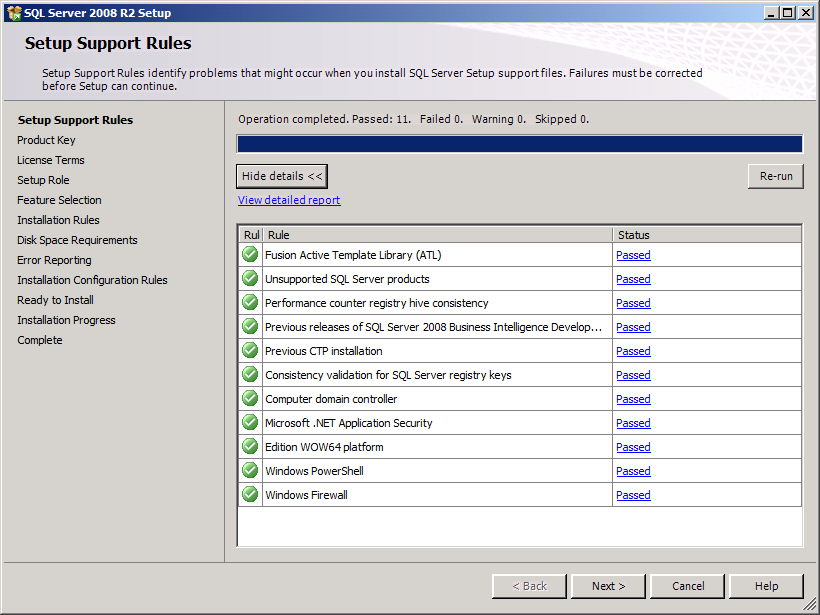 SQL Server 2008 R2 Setup
Setup Support Rules
Setup Support Rules identify problems that might occur when you install SQL Server Setup support files. Failures must be corrected
before Setup can continue.
Setup Support Rules
Product Key
License Terms
Setup Role
Feature Selection
Installation Rules
Disk Space Requirements
Error Reporting
Installation Configuration Rules
Ready to Install
Installation Progress
Complete
Operation completed. Passed: 11. Failed 0. Warning 0. Skipped 0.
Hide details <<
Re-run
View detailed report
Rul Rule Status
Fusion Active Template Library (ATL) Passed
Unsupported SQL Server products Passed
Performance counter registry hive consistency Passed
Previous releases of SQL Server 2008 Business Intelligence Develop... Passed
Previous CTP installation Passed
Consistency validation for SQL Server registry keys Passed
Computer domain controller Passed
Microsoft .NET Application Security Passed
Edition WOW64 platform Passed
Windows PowerShell Passed
Windows Firewall Passed
< Back Next > Cancel Help